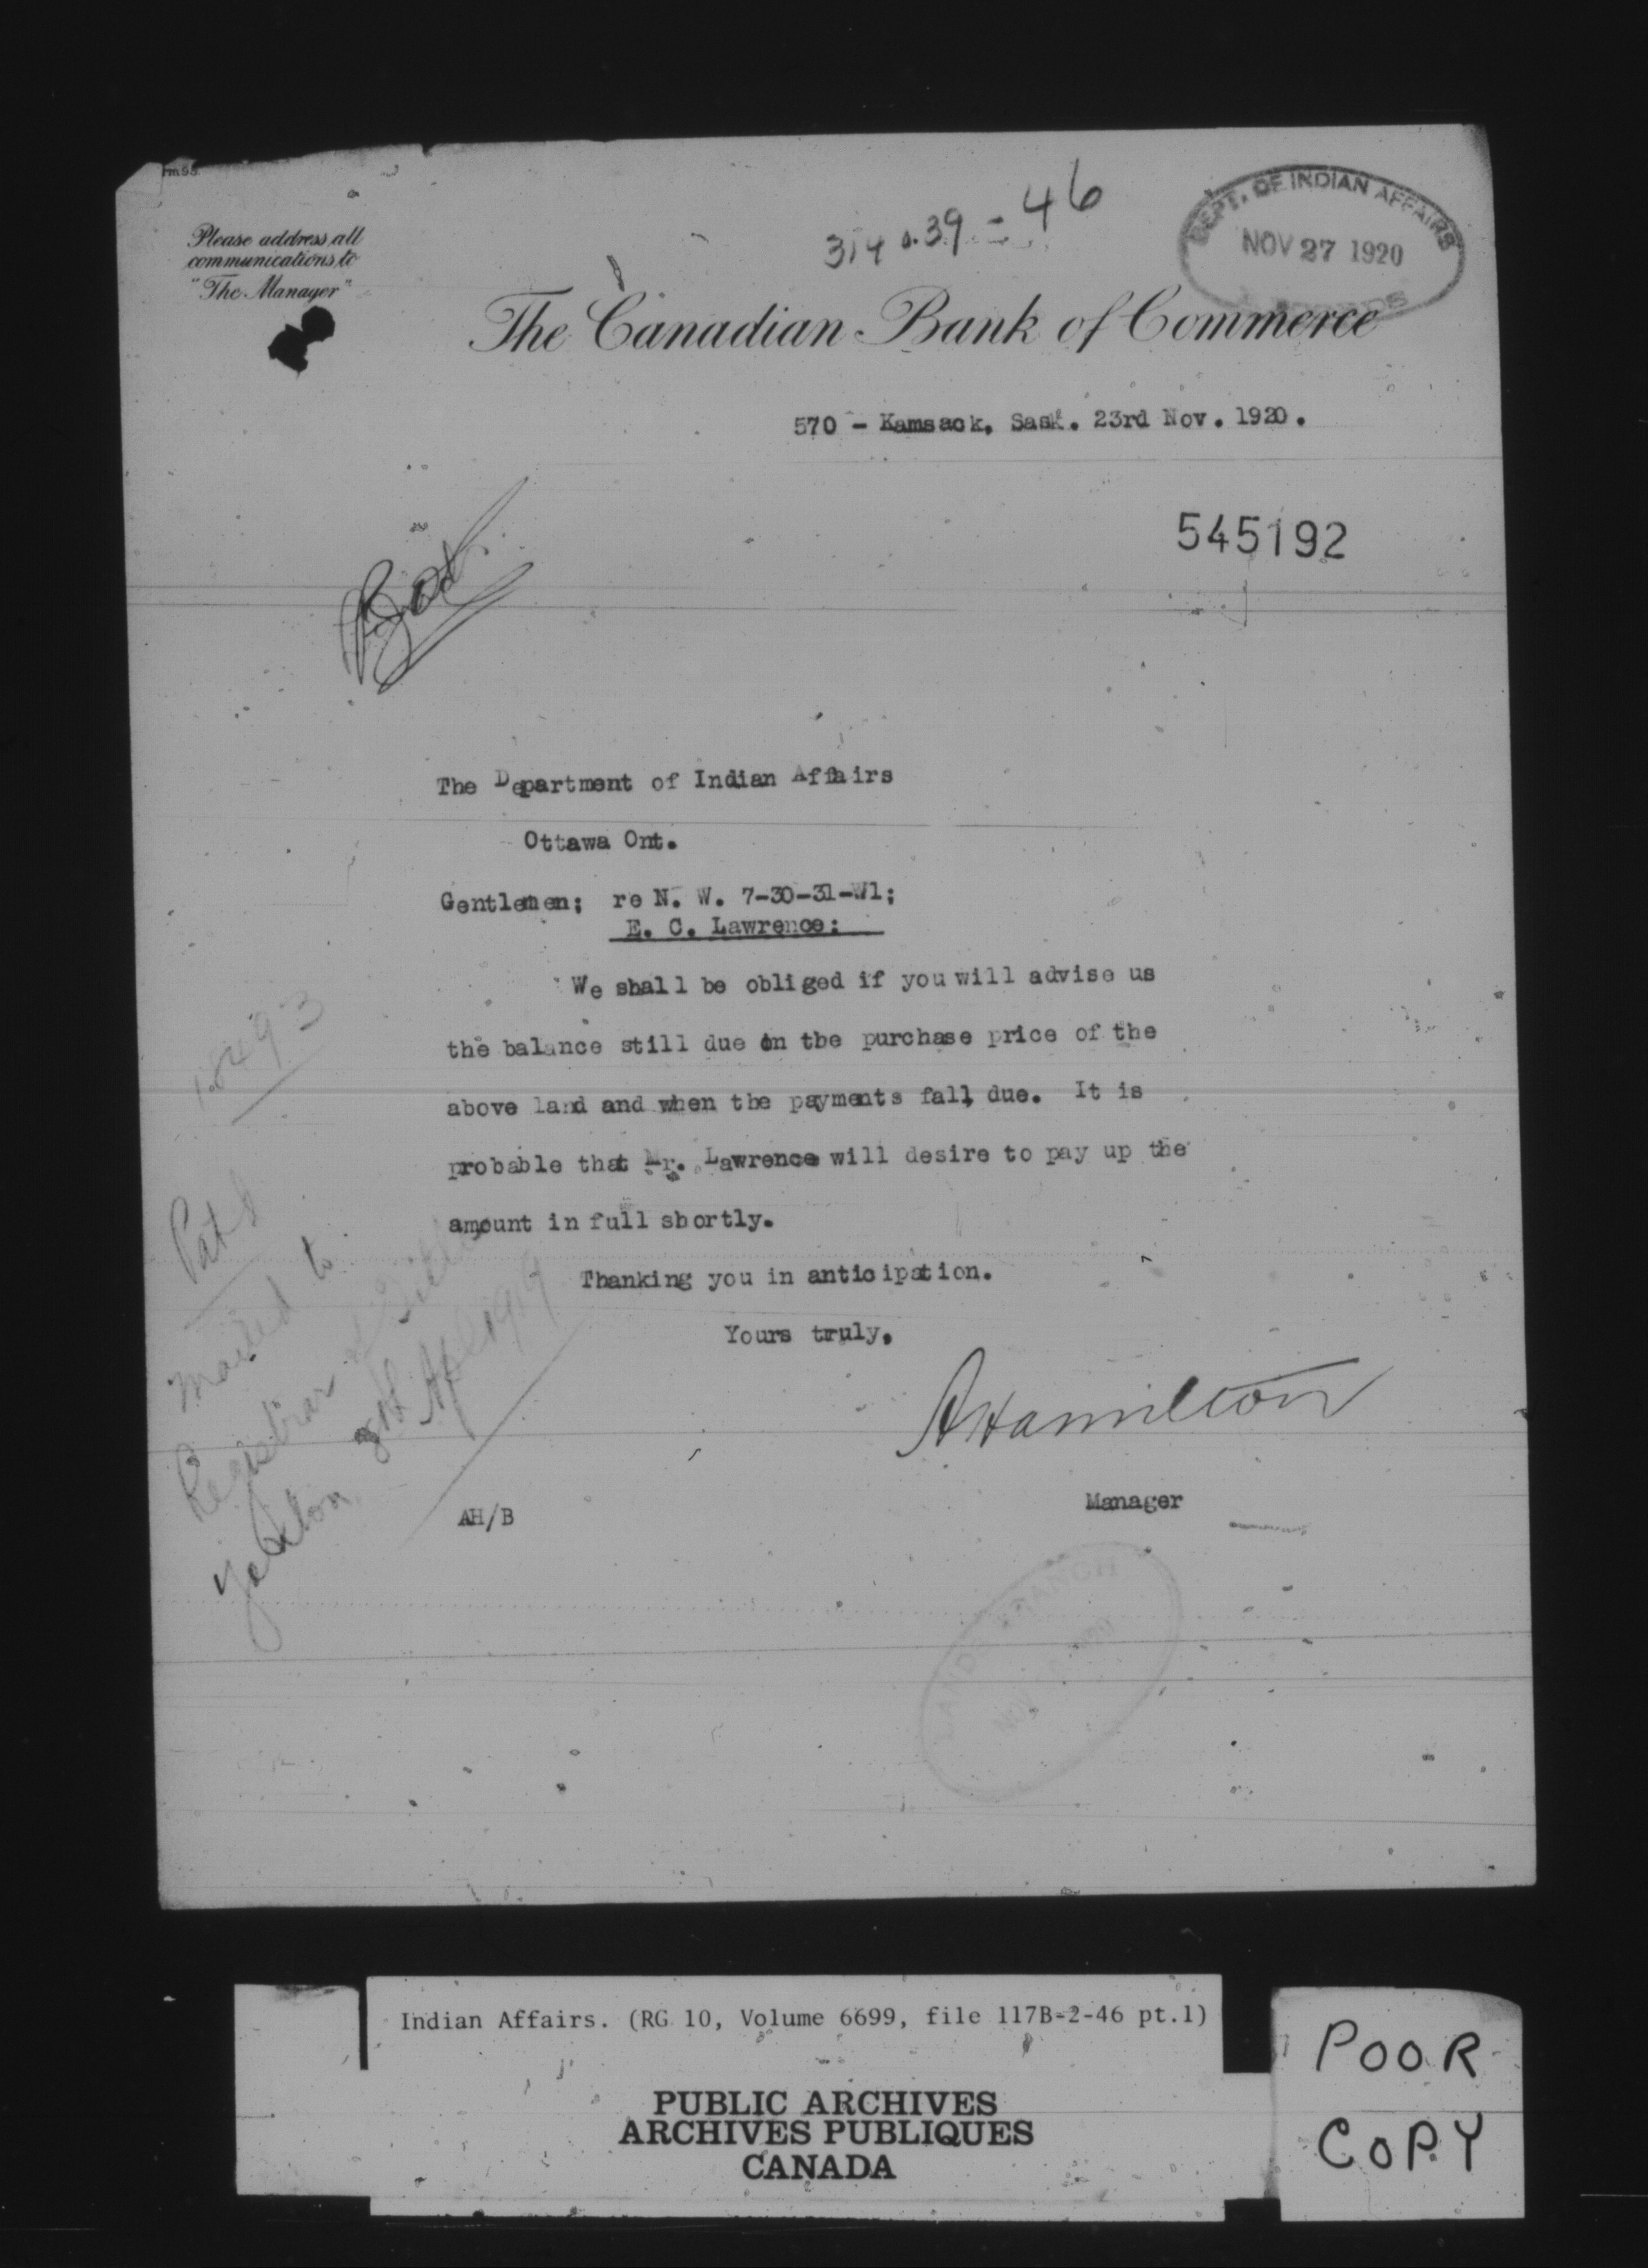 Please address all
communications to
"The Manager"
314039-46
DEPT. OF INDIAN AFFAIRS
NOV 27 1920
The Canadian Bank of Commerce
570 - Kamsack, Sask. 23rd Nov. 1920.
545192
The Department of Indian Affairs
Ottawa Ont.
Gentlemen; re N. W. 7-30-31-W1;
E. C. Lawrence:
We shall be obliged if you will advise us
the balance still due on the purchase price of the
above land and when the payments fall due. It is
probable that Mr. Lawrence will desire to pay up the
amount in full shortly.
Thanking you in anticipation.
Yours truly,
AHamilton
Manager
AH/B
Pat
mailed to
Registrar
Yorkton
1919
LANDS BRANCH
NOV
Indian Affairs. (RG 10, Volume 6699, file 117B-2-46 pt.1)
PUBLIC ARCHIVES
ARCHIVES PUBLIQUES
CANADA
POOR
COPY